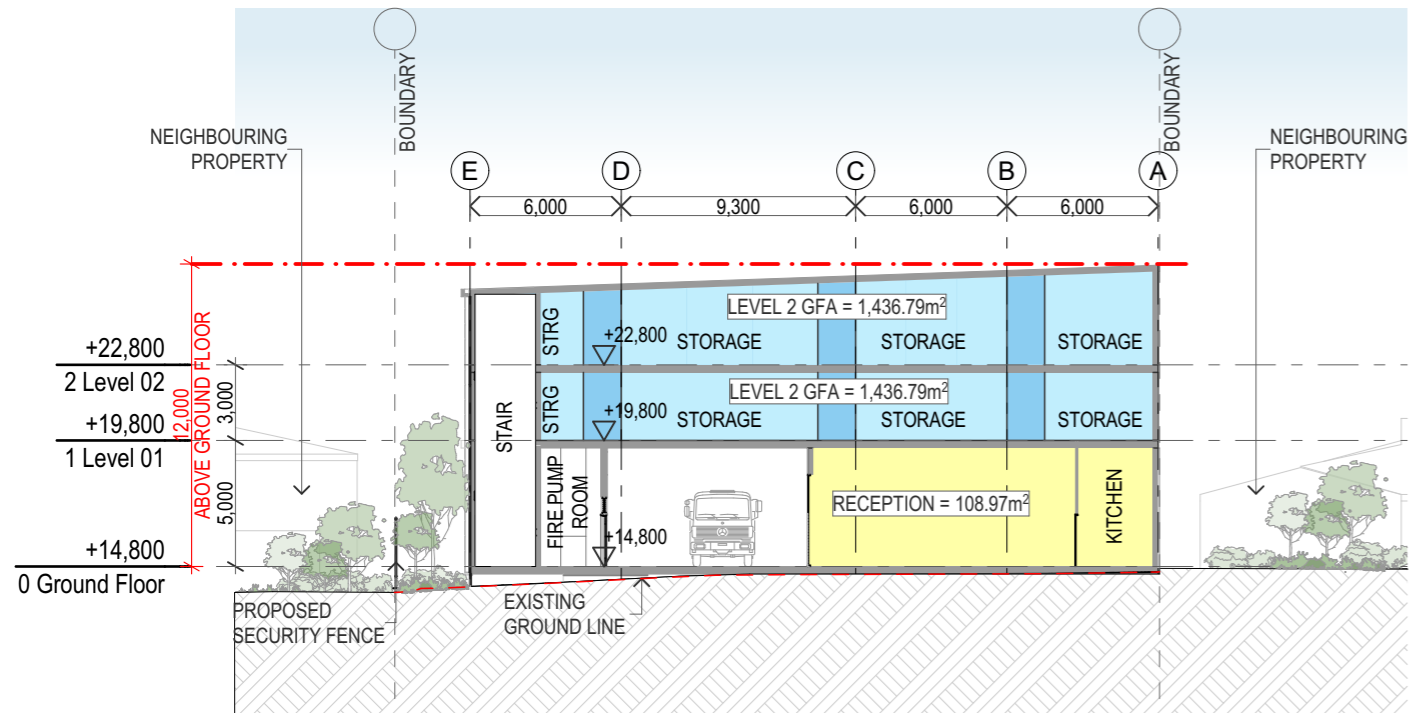 BOUNDARY
BOUNDARY
NEIGHBOURING
PROPERTY
NEIGHBOURING
PROPERTY
E
D
C
B
A
6,000
9,300
6,000
6,000
LEVEL 2 GFA = 1,436.79m²
STRG
+22,800
STORAGE
STORAGE
STORAGE
+22,800
2 Level 02
12,000
ABOVE GROUND FLOOR
3,000
LEVEL 2 GFA = 1,436.79m²
STAIR
STRG
+19,800
STORAGE
STORAGE
STORAGE
+19,800
1 Level 01
5,000
FIRE PUMP
ROOM
RECEPTION = 108.97m²
KITCHEN
+14,800
+14,800
0 Ground Floor
PROPOSED
SECURITY FENCE
EXISTING
GROUND LINE